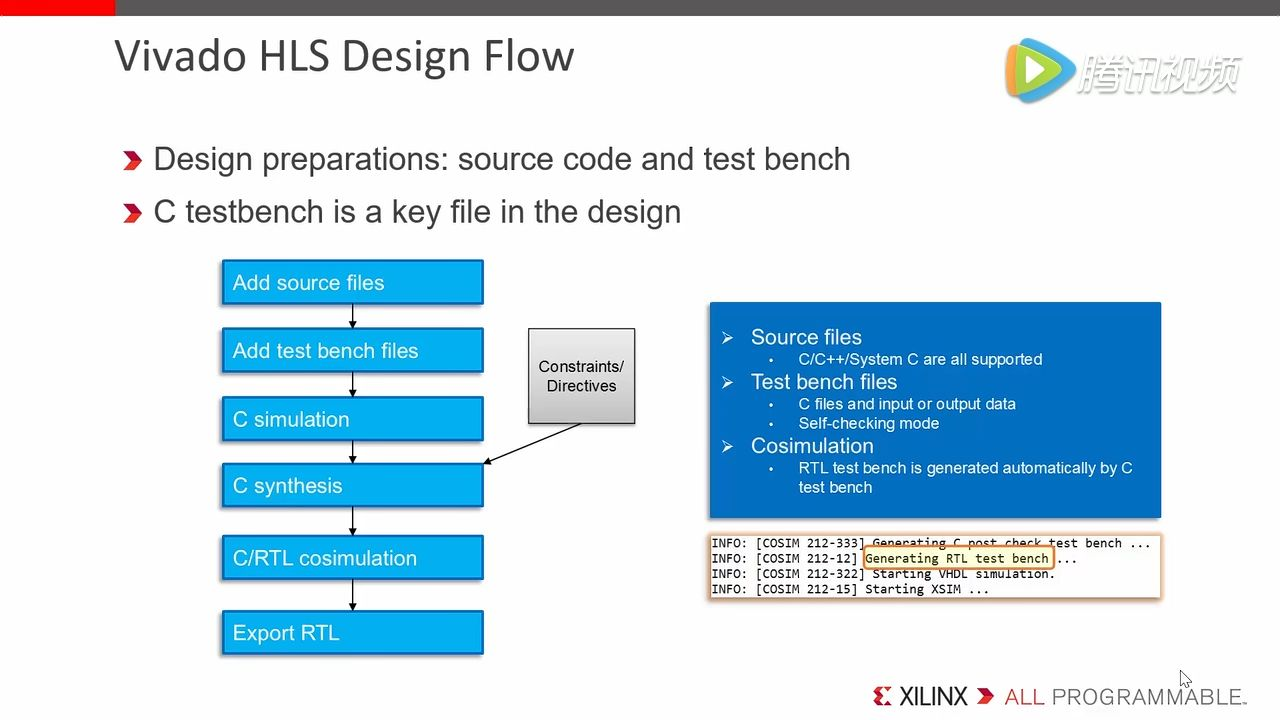 Vivado HLS Design Flow
腾讯视频
Design preparations: source code and test bench
C testbench is a key file in the design
Add source files
Add test bench files
C simulation
C synthesis
C/RTL cosimulation
Export RTL
Constraints/
Directives
Source files
C/C++/System C are all supported
Test bench files
C files and input or output data
Self-checking mode
Cosimulation
RTL test bench is generated automatically by C
test bench
INFO: [COSIM 212-333] Generating C post check test bench ...
INFO: [COSIM 212-12] Generating RTL test bench ...
INFO: [COSIM 212-322] Starting VHDL simulation.
INFO: [COSIM 212-15] Starting XSIM ...
XILINX ALL PROGRAMMABLE™